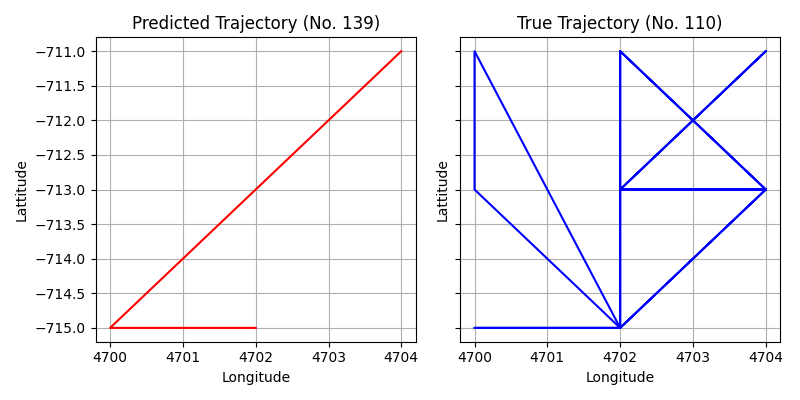 Predicted Trajectory (No. 139)
True Trajectory (No. 110)
−711.0
−711.5
−712.0
−712.5
−713.0
−713.5
−714.0
−714.5
−715.0
Lattitude
Lattitude
4700 4701 4702 4703 4704
4700 4701 4702 4703 4704
Longitude
Longitude